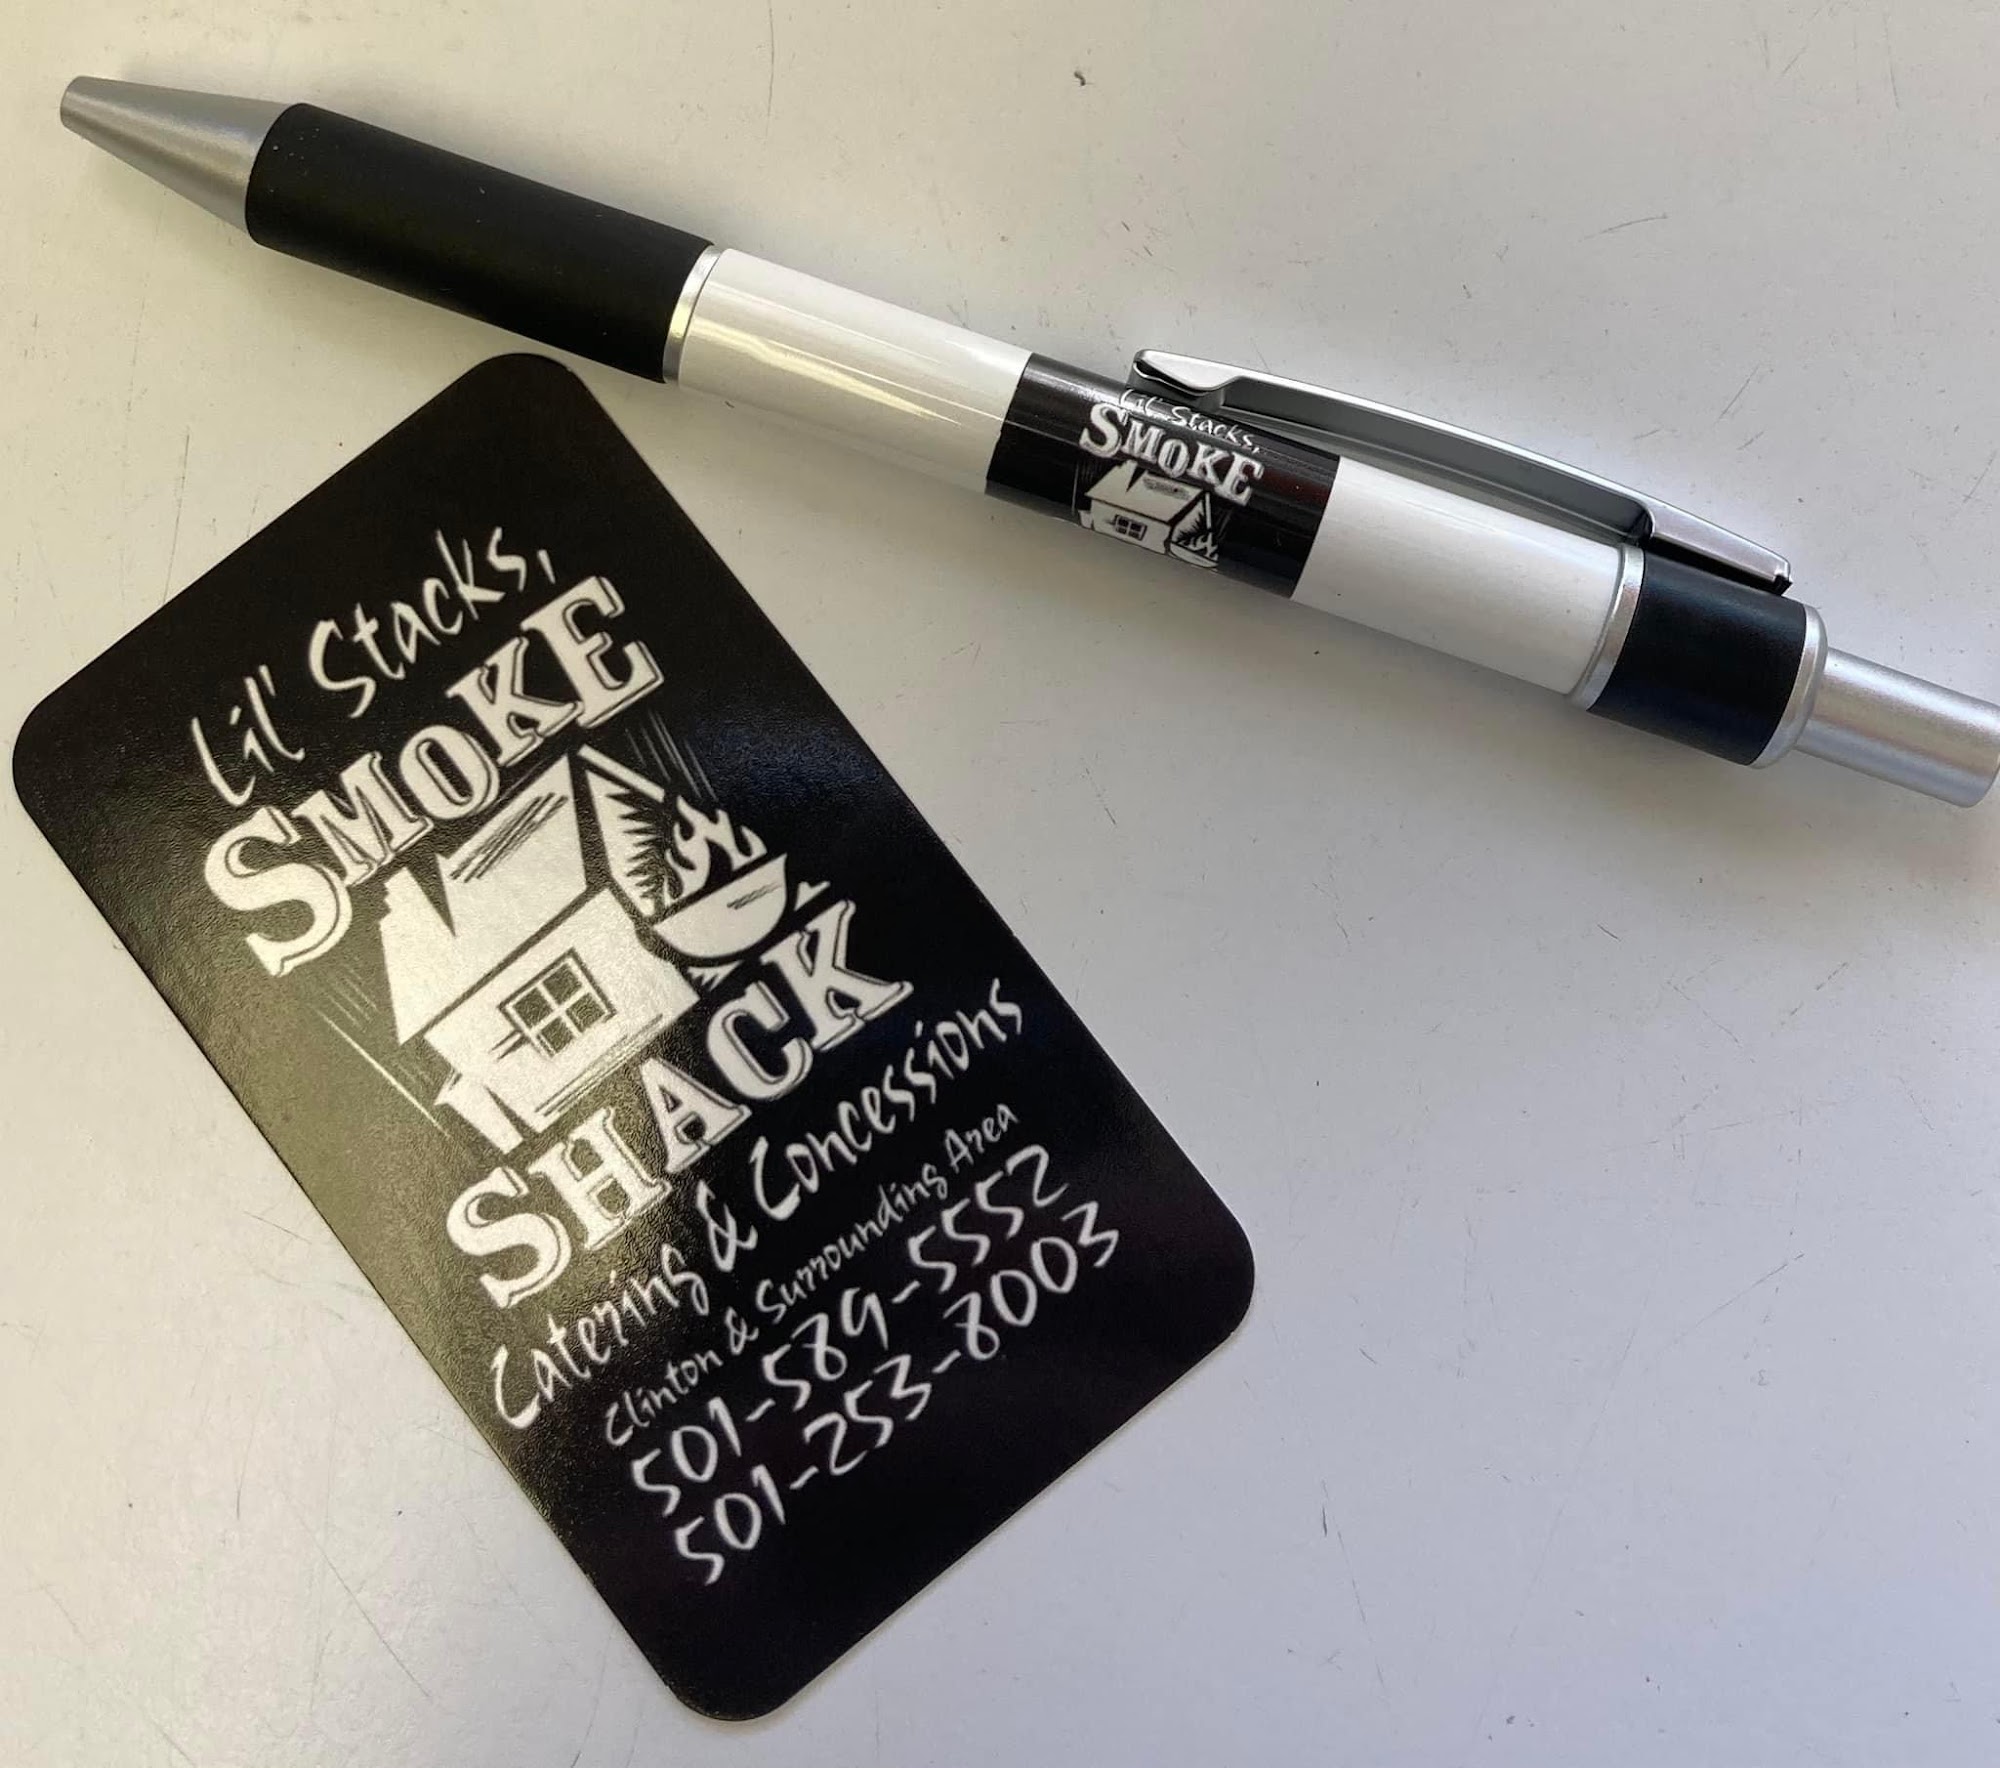 Lil' Stacks,
SMOKE
Lil' Stacks,
SMOKE
SHACK
Catering & Concessions
Clinton & Surrounding Area
501-589-5552
501-253-8003